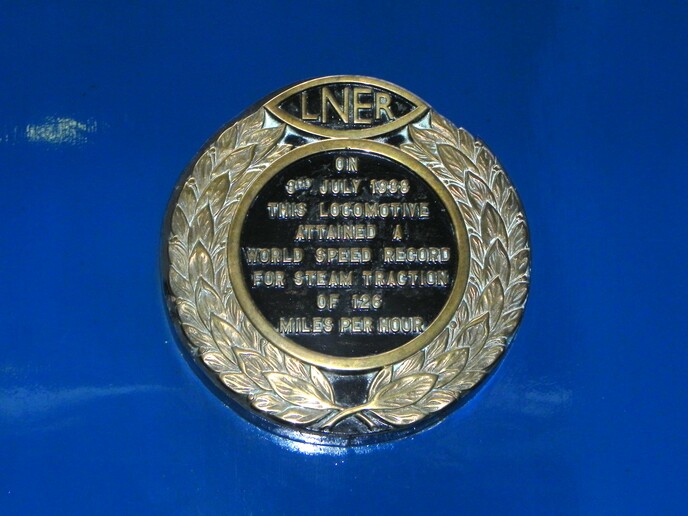 LNER
ON
3RD JULY 1938
THIS LOCOMOTIVE
ATTAINED A
WORLD SPEED RECORD
FOR STEAM TRACTION
OF 126
MILES PER HOUR